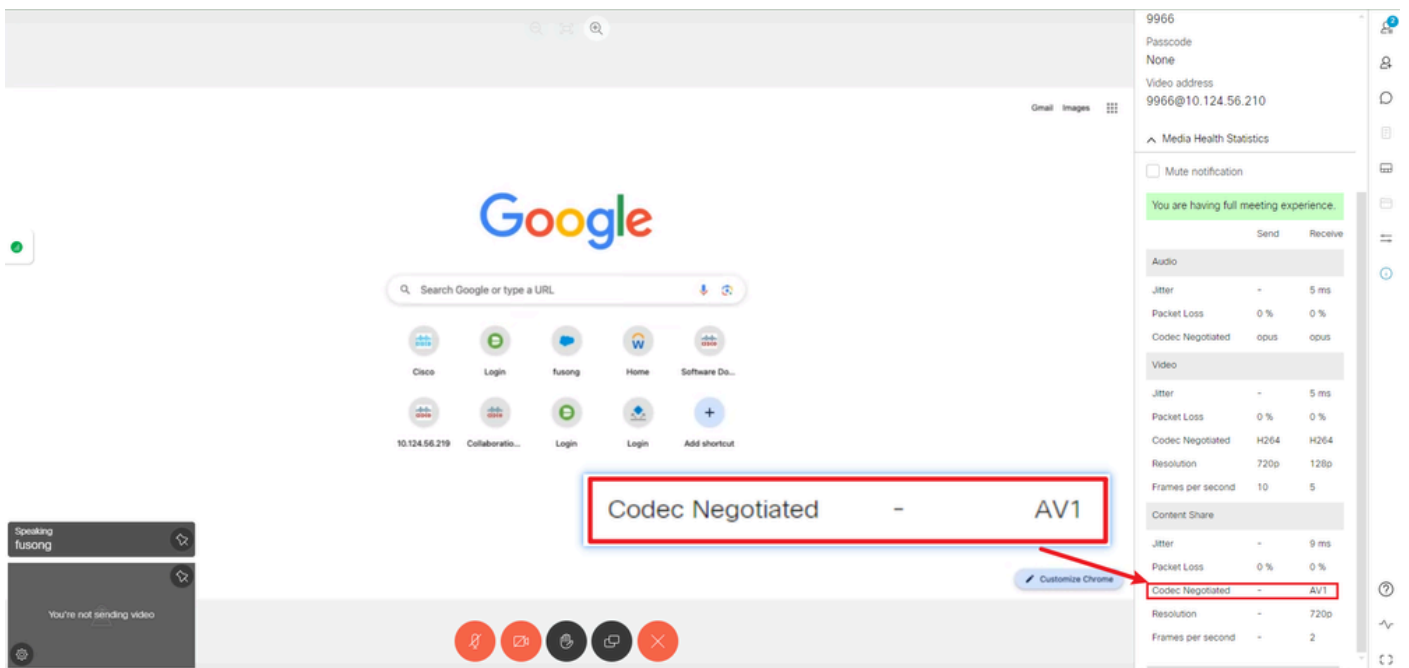 9966
Passcode
None
Video address
9966@10.124.56.210
Media Health Statistics
Mute notification
You are having full meeting experience.
Send Receive
Audio
Jitter - 5 ms
Packet Loss 0 % 0 %
Codec Negotiated opus opus
Video
Jitter - 5 ms
Packet Loss 0 % 0 %
Codec Negotiated H264 H264
Resolution 720p 128p
Frames per second 10 5
Content Share
Jitter - 9 ms
Packet Loss 0 % 0 %
Codec Negotiated - AV1
Resolution - 720p
Frames per second - 2
2
Gmail Images
Google
Search Google or type a URL
Cisco Login fusong Home Software Do...
10.124.56.219 Collaboratio... Login Login Add shortcut
Codec Negotiated - AV1
Customize Chrome
Speaking
fusong
You're not sending video